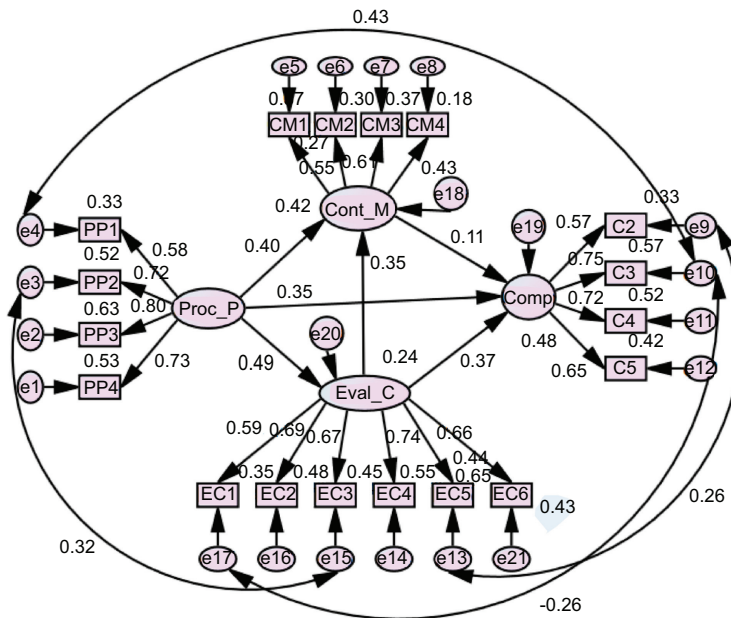 0.43
e5 e6 e7 e8
0.07 0.30 0.37 0.18
CM1 CM2 CM3 CM4
0.27
0.55 0.61 0.43
e18
0.42 Cont_M
0.33
e4 PP1
0.58
0.52
e3 PP2
0.72
0.63
0.80
e2 PP3
0.53
e1 PP4
0.73
Proc_P
0.40
0.35
0.35
0.11
e19
Comp
0.48
0.57 C2 0.33 e9
0.75 C3 0.57 e10
0.72 C4 0.52 e11
0.65 C5 0.42 e12
0.49
e20
0.24
0.37
Eval_C
0.59 0.69 0.67 0.74 0.65 0.66
0.35 0.48 0.45 0.55 0.44
EC1 EC2 EC3 EC4 EC5 EC6
0.43
e17 e16 e15 e14 e13 e21
0.32
0.26
-0.26